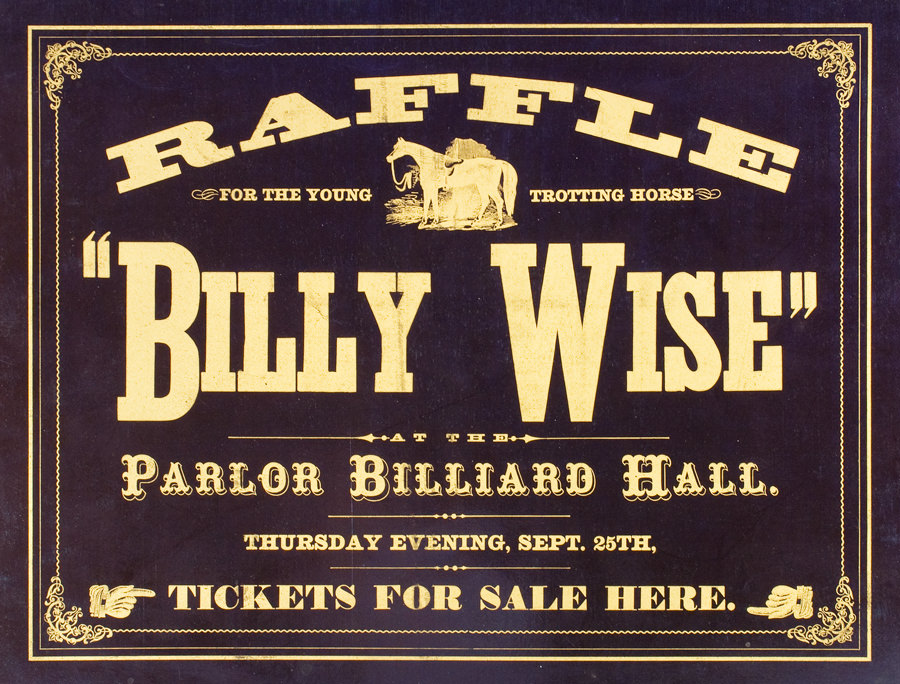 RAFFLE
FOR THE YOUNG TROTTING HORSE
"BILLY WISE"
AT THE
PARLOR BILLIARD HALL.
THURSDAY EVENING, SEPT. 25TH,
TICKETS FOR SALE HERE.